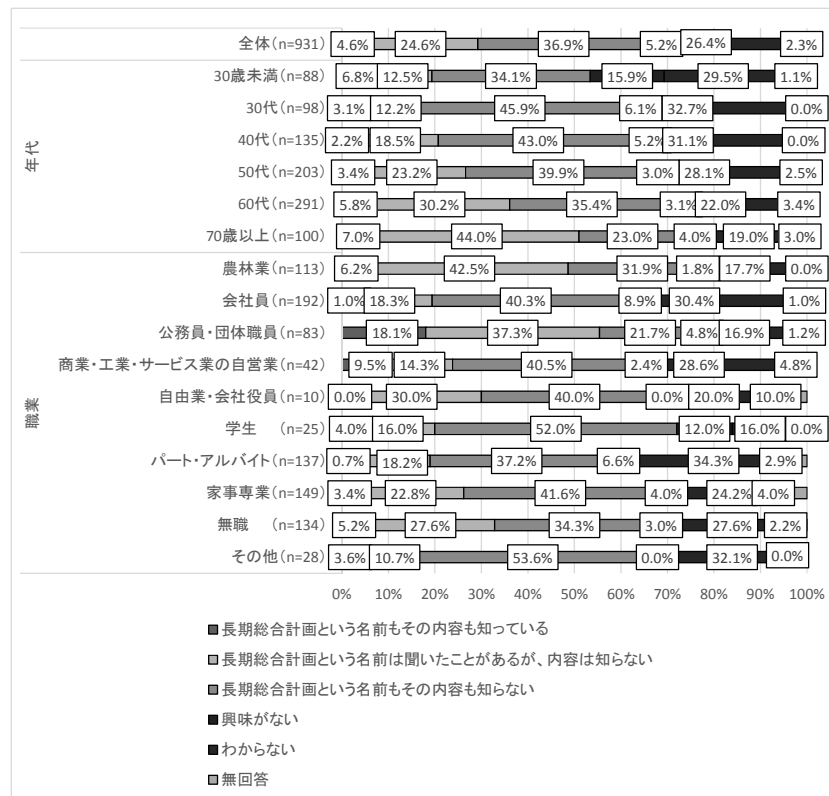 全体(n=931) 4.6% 24.6% 36.9% 5.2% 26.4% 2.3%
年代
30歳未満(n=88) 6.8% 12.5% 34.1% 15.9% 29.5% 1.1%
30代(n=98) 3.1% 12.2% 45.9% 6.1% 32.7% 0.0%
40代(n=135) 2.2% 18.5% 43.0% 5.2% 31.1% 0.0%
50代(n=203) 3.4% 23.2% 39.9% 3.0% 28.1% 2.5%
60代(n=291) 5.8% 30.2% 35.4% 3.1% 22.0% 3.4%
70歳以上(n=100) 7.0% 44.0% 23.0% 4.0% 19.0% 3.0%
職業
農林業(n=113) 6.2% 42.5% 31.9% 1.8% 17.7% 0.0%
会社員(n=192) 1.0% 18.3% 40.3% 8.9% 30.4% 1.0%
公務員・団体職員(n=83) 18.1% 37.3% 21.7% 4.8% 16.9% 1.2%
商業・工業・サービス業の自営業(n=42) 9.5% 14.3% 40.5% 2.4% 28.6% 4.8%
自由業・会社役員(n=10) 0.0% 30.0% 40.0% 0.0% 20.0% 10.0%
学生 (n=25) 4.0% 16.0% 52.0% 12.0% 16.0% 0.0%
パート・アルバイト(n=137) 0.7% 18.2% 37.2% 6.6% 34.3% 2.9%
家事専業(n=149) 3.4% 22.8% 41.6% 4.0% 24.2% 4.0%
無職 (n=134) 5.2% 27.6% 34.3% 3.0% 27.6% 2.2%
その他(n=28) 3.6% 10.7% 53.6% 0.0% 32.1% 0.0%
0% 10% 20% 30% 40% 50% 60% 70% 80% 90% 100%
長期総合計画という名前もその内容も知っている
長期総合計画という名前は聞いたことがあるが、内容は知らない
長期総合計画という名前もその内容も知らない
興味がない
わからない
無回答